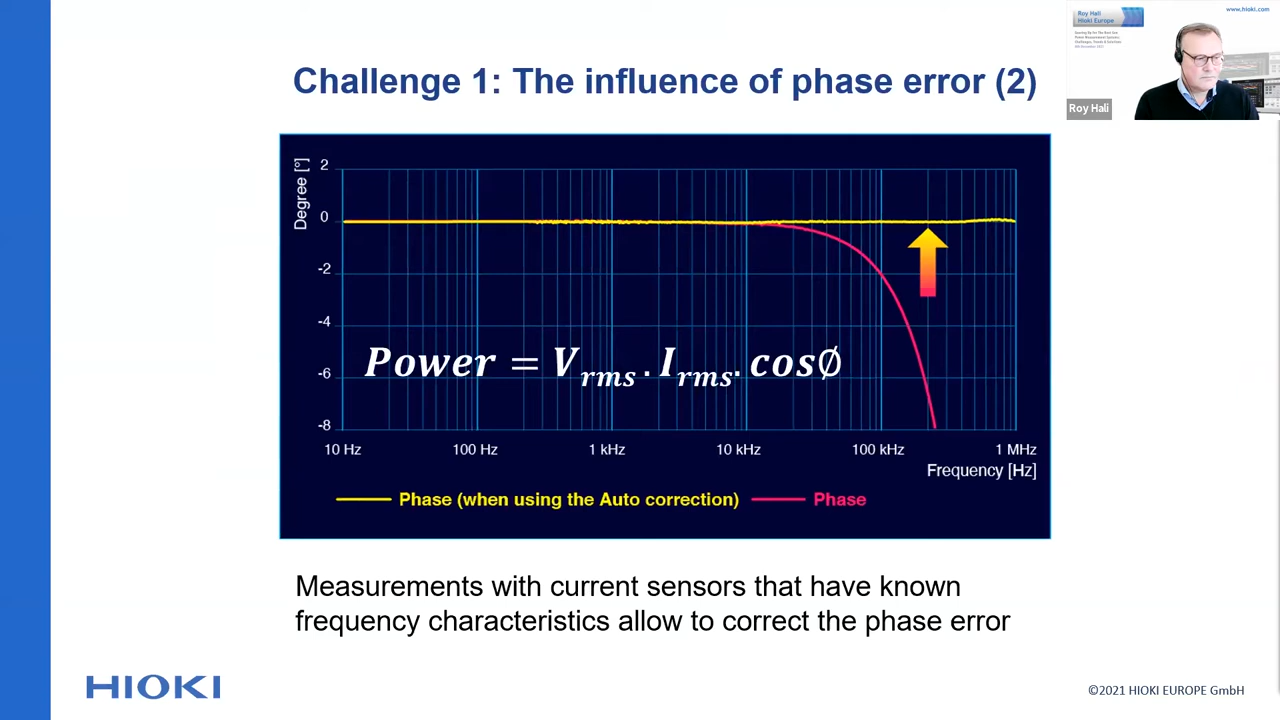 www.hioki.com
Roy Hali
Hioki Europe
Roy Hali
Challenge 1: The influence of phase error (2)
Degree [°]
2
0
-2
-4
-6
-8
Power = Vrms . Irms. cosØ
10 Hz 100 Hz 1 kHz 10 kHz 100 kHz 1 MHz
Frequency [Hz]
Phase (when using the Auto correction) Phase
Measurements with current sensors that have known
frequency characteristics allow to correct the phase error
HIOKI
©2021 HIOKI EUROPE GmbH